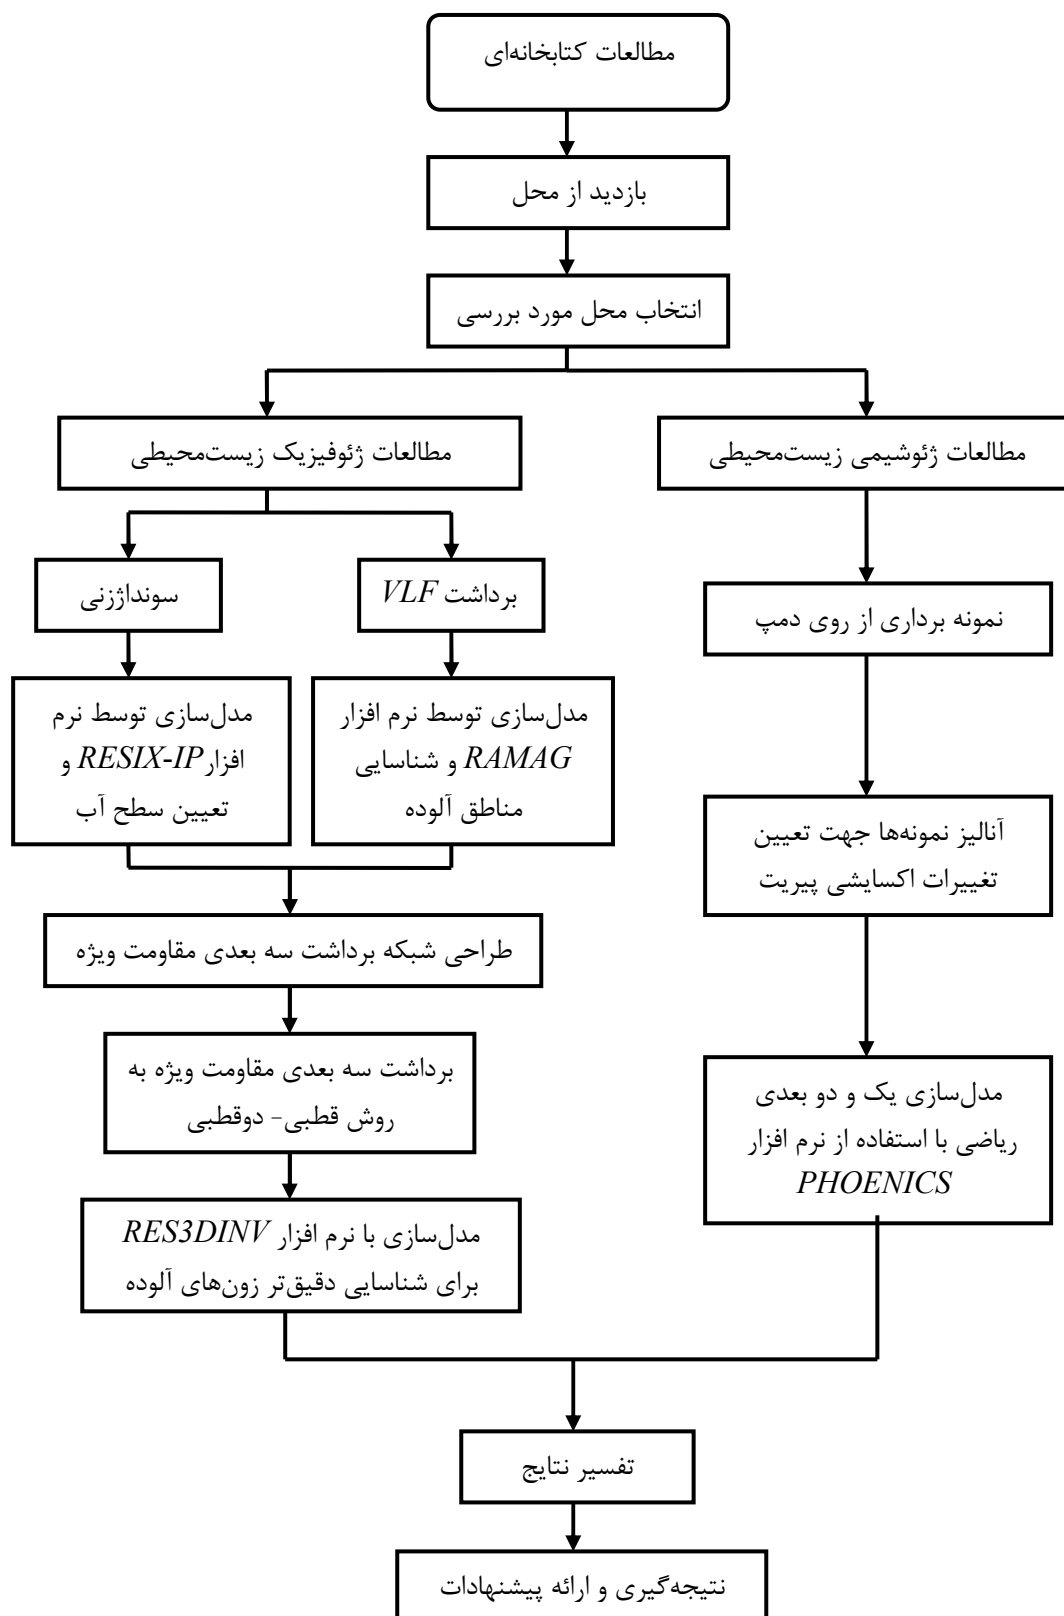 مطالعات کتابخانه‌ای
بازدید از محل
انتخاب محل مورد بررسی
مطالعات ژئوشیمی زیست‌محیطی
مطالعات ژئوفیزیک زیست‌محیطی
نمونه برداری از روی دمپ
برداشت VLF
سونداژزنی
مدل‌سازی توسط نرم افزار
RAMAG و شناسایی
مناطق آلوده
مدل‌سازی توسط نرم
افزار RESIX-IP و
تعیین سطح آب
آنالیز نمونه‌ها جهت تعیین
تغییرات اکسایشی پیریت
طراحی شبکه برداشت سه بعدی مقاومت ویژه
برداشت سه بعدی مقاومت ویژه به
روش قطبی- دوقطبی
مدل‌سازی یک و دو بعدی
ریاضی با استفاده از نرم افزار
PHOENICS
مدل‌سازی با نرم افزار RES3DINV
برای شناسایی دقیق‌تر زون‌های آلوده
تفسیر نتایج
نتیجه‌گیری و ارائه پیشنهادات